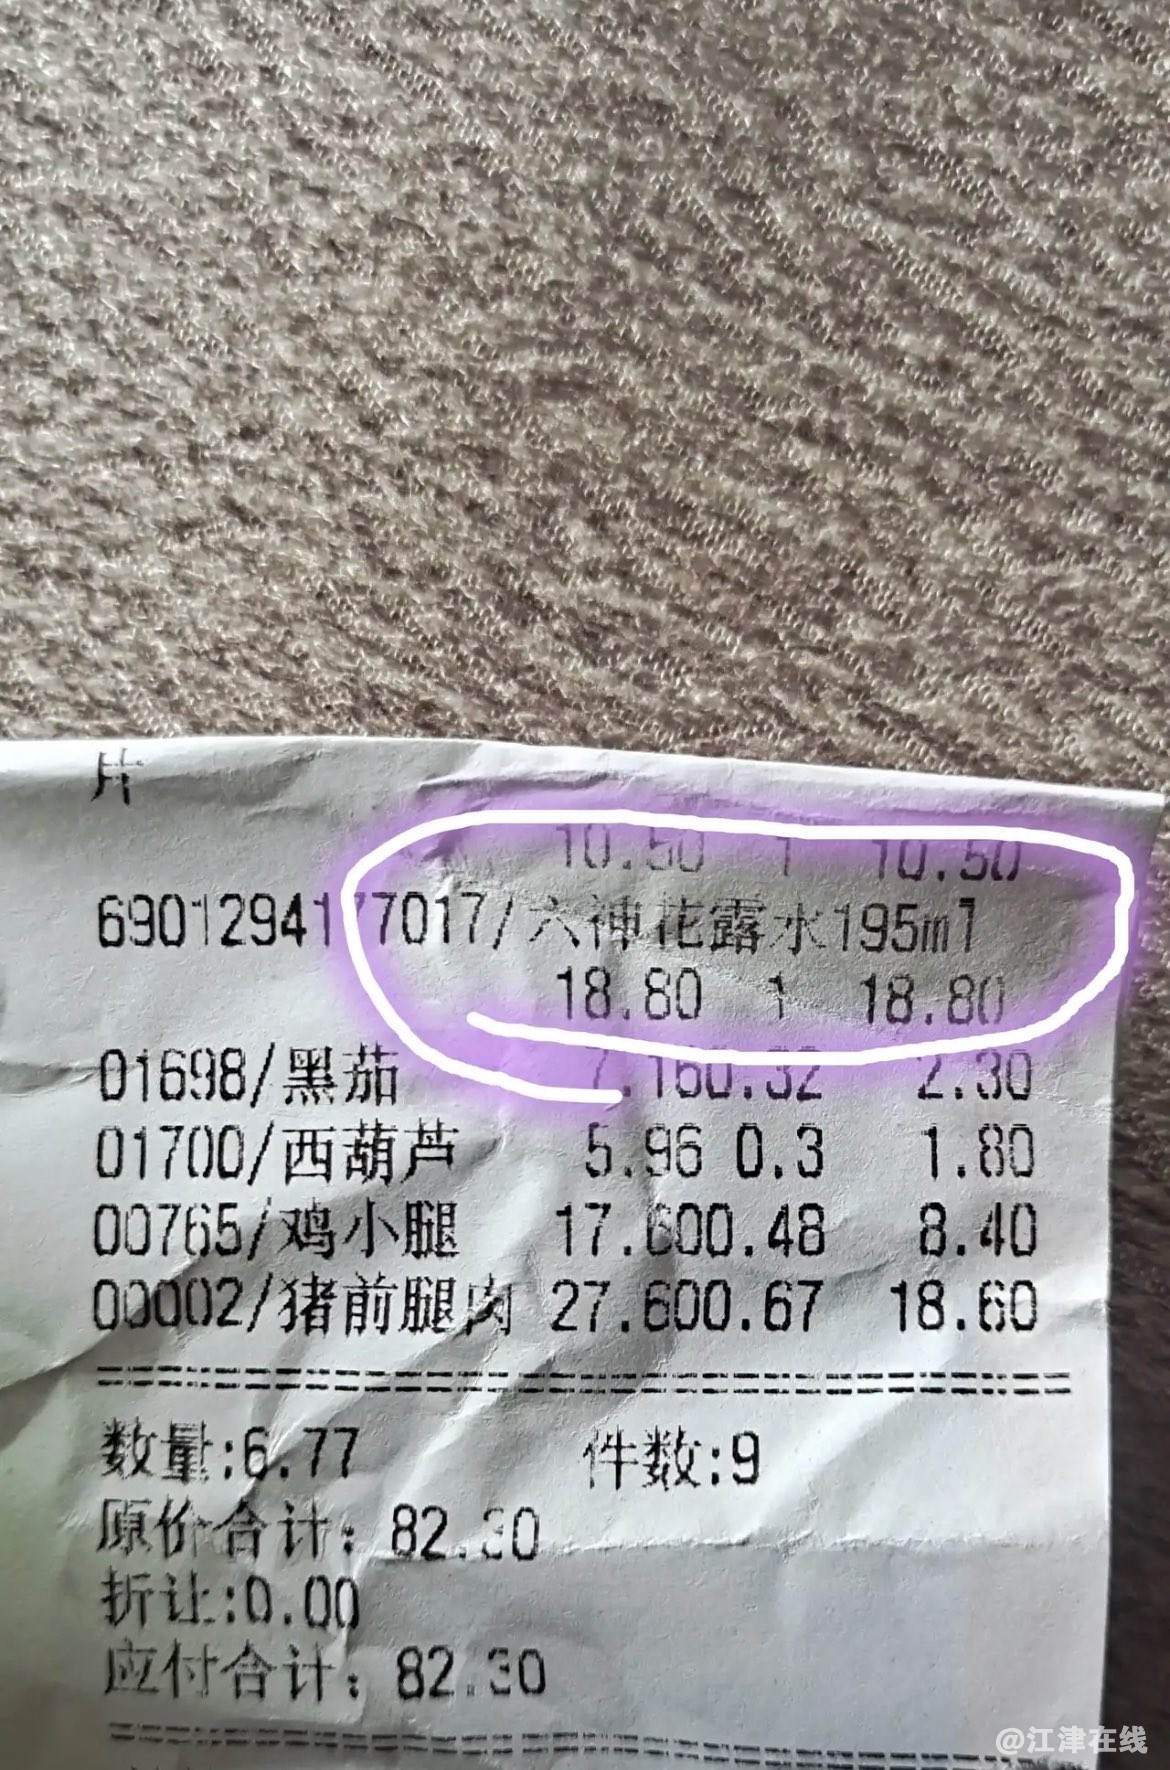 片
10.50 1 10.50
6901294177017/六神花露水195ml
18.80 1 18.80
01698/黑茄 7.160.32 2.30
01700/西葫芦 5.96 0.3 1.80
00765/鸡小腿 17.600.48 8.40
00002/猪前腿肉 27.600.67 18.60
数量:6.77 件数:9
原价合计: 82.30
折让:0.00
应付合计: 82.30
@江津在线